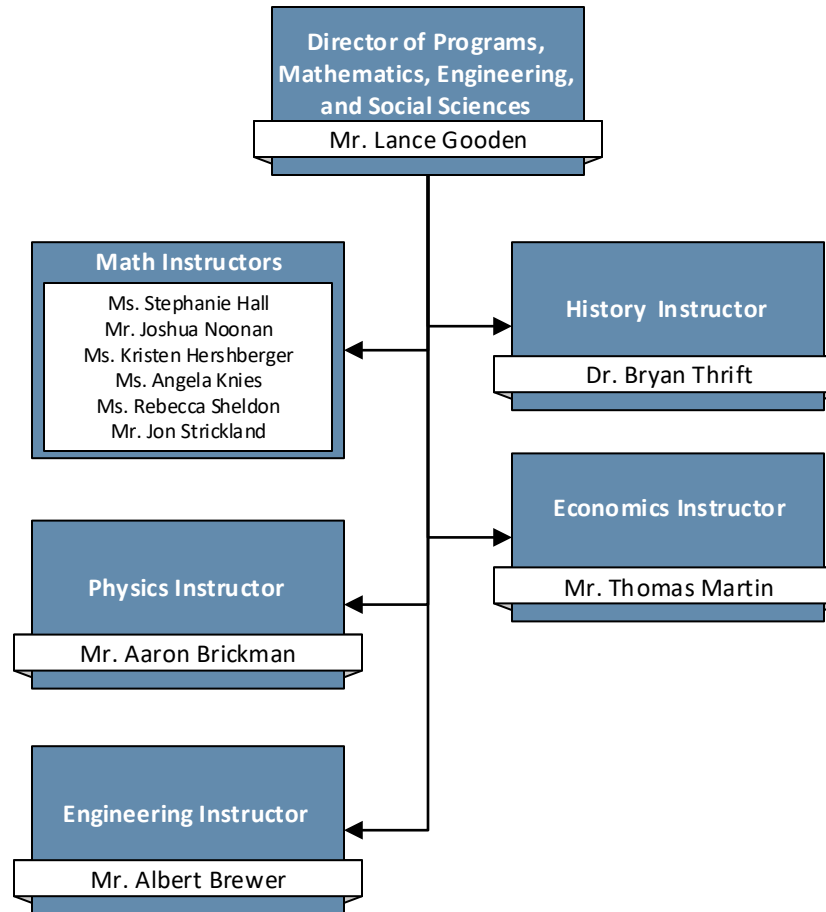 Director of Programs,
Mathematics, Engineering,
and Social Sciences
Mr. Lance Gooden
Math Instructors
Ms. Stephanie Hall
Mr. Joshua Noonan
Ms. Kristen Hershberger
Ms. Angela Knies
Ms. Rebecca Sheldon
Mr. Jon Strickland
History Instructor
Dr. Bryan Thrift
Economics Instructor
Mr. Thomas Martin
Physics Instructor
Mr. Aaron Brickman
Engineering Instructor
Mr. Albert Brewer